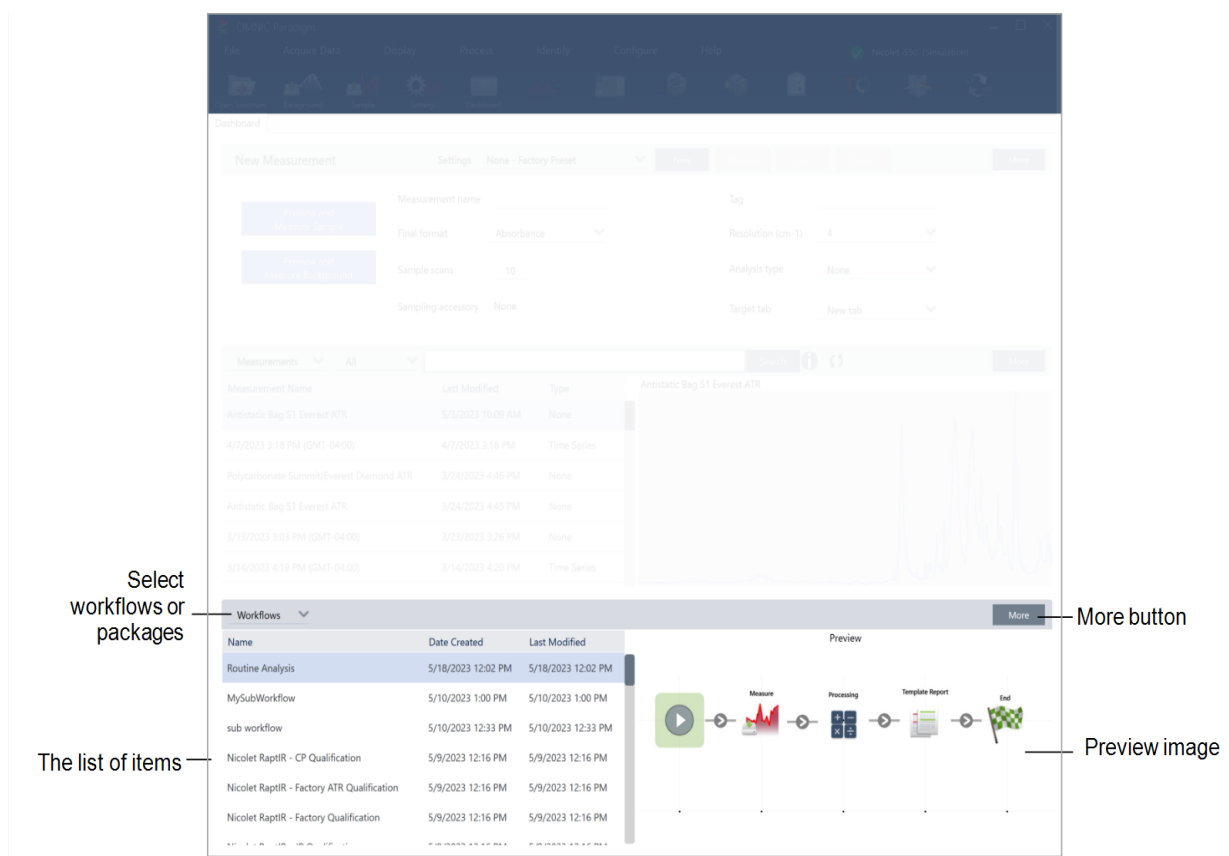 OMNIC Paradigm
File Acquire Data Display Process Identify Configure Help
Dashboard
New Measurement Settings None - Factory Preset More
Measurement name Tag
Final format Absorbance Resolution (cm-1) 4
Sample scans 10 Analysis type None
Sampling accessory None Target tab New tab
Measurements All More
Measurement Name Last Modified Type Antistatic Bag S1 Everest ATR
Antistatic Bag S1 Everest ATR 5/3/2023 10:09 AM None
4/7/2023 3:18 PM (GMT-04:00) 4/7/2023 3:18 PM Time Series
Polycarbonate Summit/Everest Diamond ATR 3/24/2023 4:46 PM None
Antistatic Bag S1 Everest ATR 3/24/2023 4:45 PM None
3/13/2023 3:03 PM (GMT-04:00) 3/23/2023 3:26 PM None
3/14/2023 4:19 PM (GMT-04:00) 3/14/2023 4:20 PM Time Series
Select
workflows or
packages
Workflows More
More button
Name Date Created Last Modified Preview
Routine Analysis 5/18/2023 12:02 PM 5/18/2023 12:02 PM
MySubWorkflow 5/10/2023 1:00 PM 5/10/2023 1:00 PM
Measure Processing Template Report End
sub workflow 5/10/2023 12:33 PM 5/10/2023 12:33 PM
The list of items
Nicolet RaptIR - CP Qualification 5/9/2023 12:16 PM 5/9/2023 12:16 PM
Preview image
Nicolet RaptIR - Factory ATR Qualification 5/9/2023 12:16 PM 5/9/2023 12:16 PM
Nicolet RaptIR - Factory Qualification 5/9/2023 12:16 PM 5/9/2023 12:16 PM